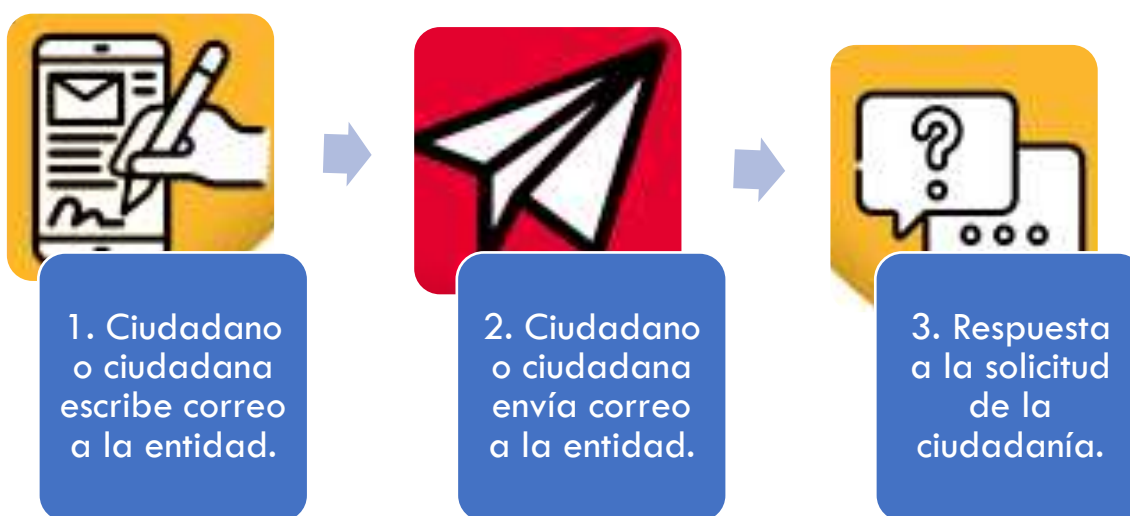 1. Ciudadano
o ciudadana
escribe correo
a la entidad.
2. Ciudadano
o ciudadana
envía correo
a la entidad.
3. Respuesta
a la solicitud
de la
ciudadanía.